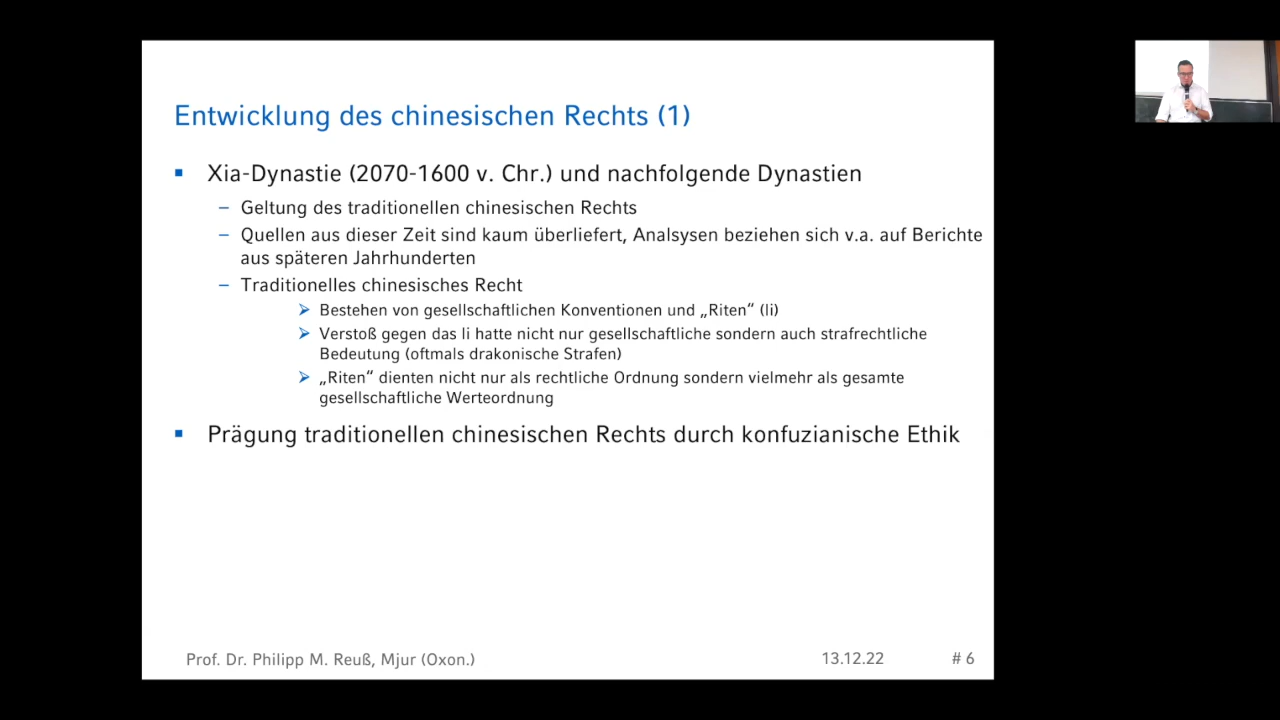 Entwicklung des chinesischen Rechts (1)
▪ Xia-Dynastie (2070-1600 v. Chr.) und nachfolgende Dynastien
– Geltung des traditionellen chinesischen Rechts
– Quellen aus dieser Zeit sind kaum überliefert, Analsysen beziehen sich v.a. auf Berichte
aus späteren Jahrhunderten
– Traditionelles chinesisches Recht
➢ Bestehen von gesellschaftlichen Konventionen und „Riten“ (li)
➢ Verstoß gegen das li hatte nicht nur gesellschaftliche sondern auch strafrechtliche
Bedeutung (oftmals drakonische Strafen)
➢ „Riten“ dienten nicht nur als rechtliche Ordnung sondern vielmehr als gesamte
gesellschaftliche Werteordnung
▪ Prägung traditionellen chinesischen Rechts durch konfuzianische Ethik
Prof. Dr. Philipp M. Reuß, Mjur (Oxon.)
13.12.22
# 6